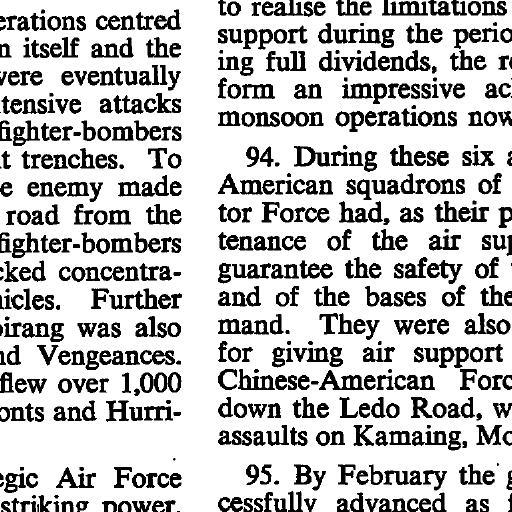 erations centred
n itself and the
were eventually
tensive attacks
fighter-bombers
t trenches. To
e enemy made
road from the
fighter-bombers
cked concentra-
hicles. Further
pirang was also
nd Vengeances.
flew over 1,000
onts and Hurri-
egic Air Force
striking power,
to realise the limitations
support during the perio
ing full dividends, the r
form an impressive ac
monsoon operations now
94. During these six a
American squadrons of
tor Force had, as their p
tenance of the air sup
guarantee the safety of
and of the bases of the
mand. They were also
for giving air support
Chinese-American Forc
down the Ledo Road, w
assaults on Kamaing, Mo
95. By February the g
cessfully advanced as f